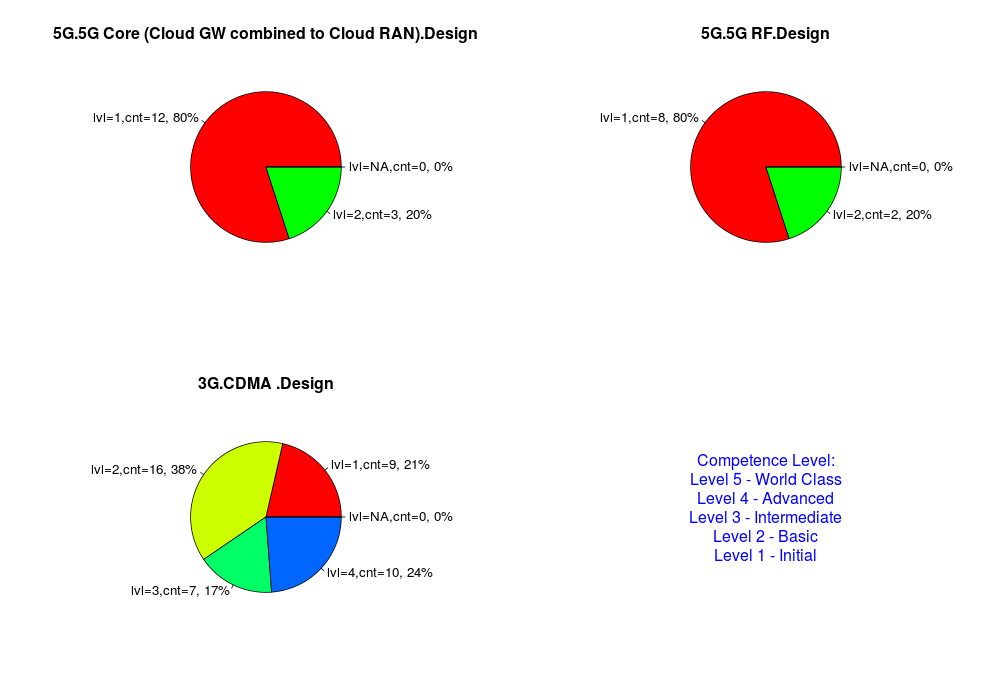 5G.5G Core (Cloud GW combined to Cloud RAN).Design
lvl=1,cnt=12, 80%
lvl=NA,cnt=0, 0%
lvl=2,cnt=3, 20%
5G.5G RF.Design
lvl=1,cnt=8, 80%
lvl=NA,cnt=0, 0%
lvl=2,cnt=2, 20%
3G.CDMA .Design
lvl=1,cnt=9, 21%
lvl=2,cnt=16, 38%
lvl=NA,cnt=0, 0%
lvl=4,cnt=10, 24%
lvl=3,cnt=7, 17%
Competence Level:
Level 5 - World Class
Level 4 - Advanced
Level 3 - Intermediate
Level 2 - Basic
Level 1 - Initial